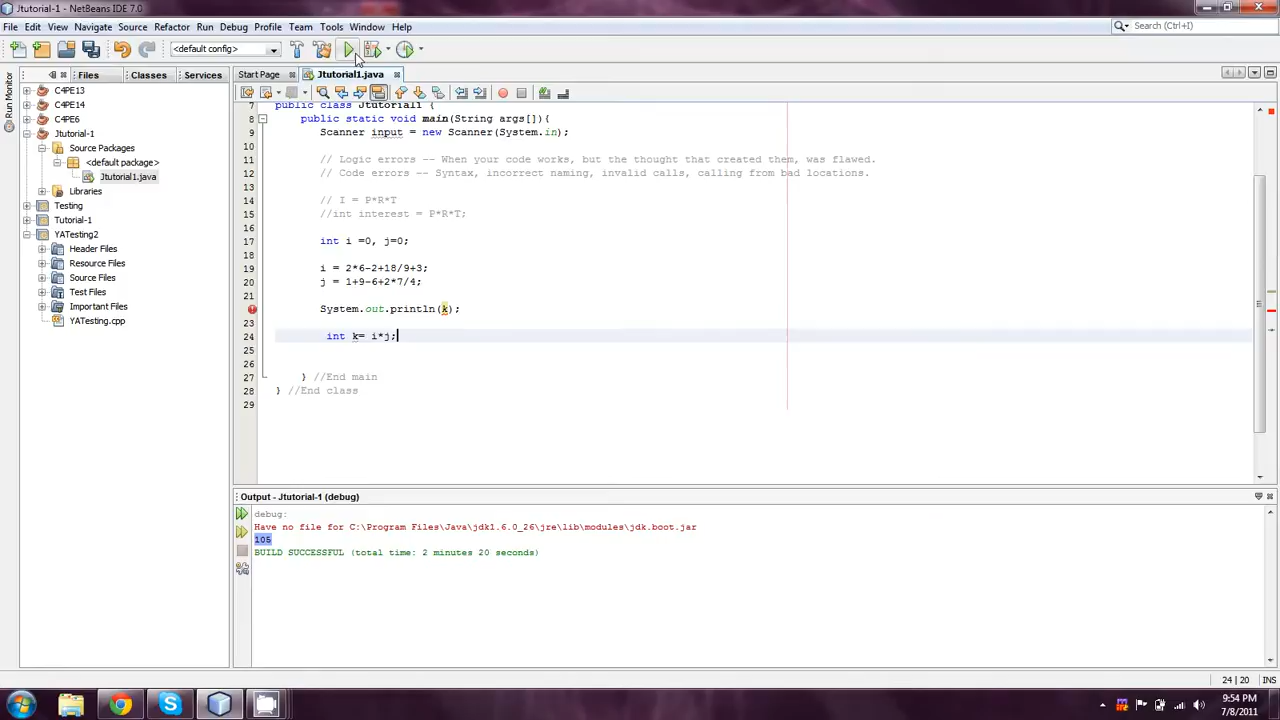 Jtutorial-1 - NetBeans IDE 7.0
File Edit View Navigate Source Refactor Run Debug Profile Team Tools Window Help
Search (Ctrl+I)
<default config>
Files Classes Services
Start Page Jtutorial1.java
Run Monitor
C4PE13
C4PE14
C4PE6
Jtutorial-1
Source Packages
<default package>
Jtutorial1.java
Libraries
Testing
Tutorial-1
YATesting2
Header Files
Resource Files
Source Files
Test Files
Important Files
YATesting.cpp
7 public class Jtutorial1 {
8 public static void main(String args[]){
9 Scanner input = new Scanner(System.in);
10
11 // Logic errors -- When your code works, but the thought that created them, was flawed.
12 // Code errors -- Syntax, incorrect naming, invalid calls, calling from bad locations.
13
14 // I = P*R*T
15 //int interest = P*R*T;
16
17 int i =0, j=0;
18
19 i = 2*6-2+18/9+3;
20 j = 1+9-6+2*7/4;
21
System.out.println(k);
23
24 int k= i*j;
25
26
27 } //End main
28 } //End class
29
Output - Jtutorial-1 (debug)
debug:
Have no file for C:\Program Files\Java\jdk1.6.0_26\jre\lib\modules\jdk.boot.jar
105
BUILD SUCCESSFUL (total time: 2 minutes 20 seconds)
24 | 20 INS
9:54 PM
7/8/2011